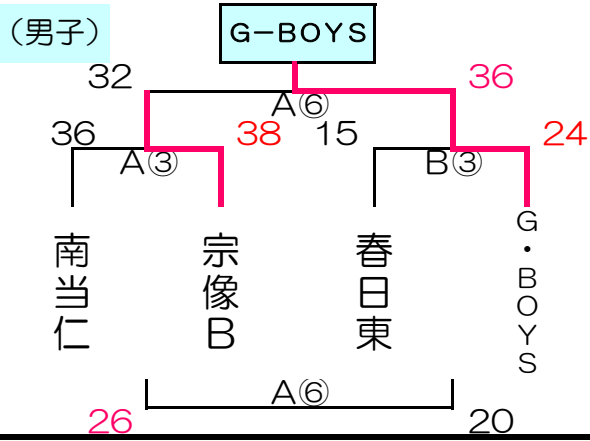 （男子）
G－BOYS
32
36
A⑥
36
38
15
24
A③
B③
南当仁
宗像B
春日東
G・BOYS
A⑥
26
20